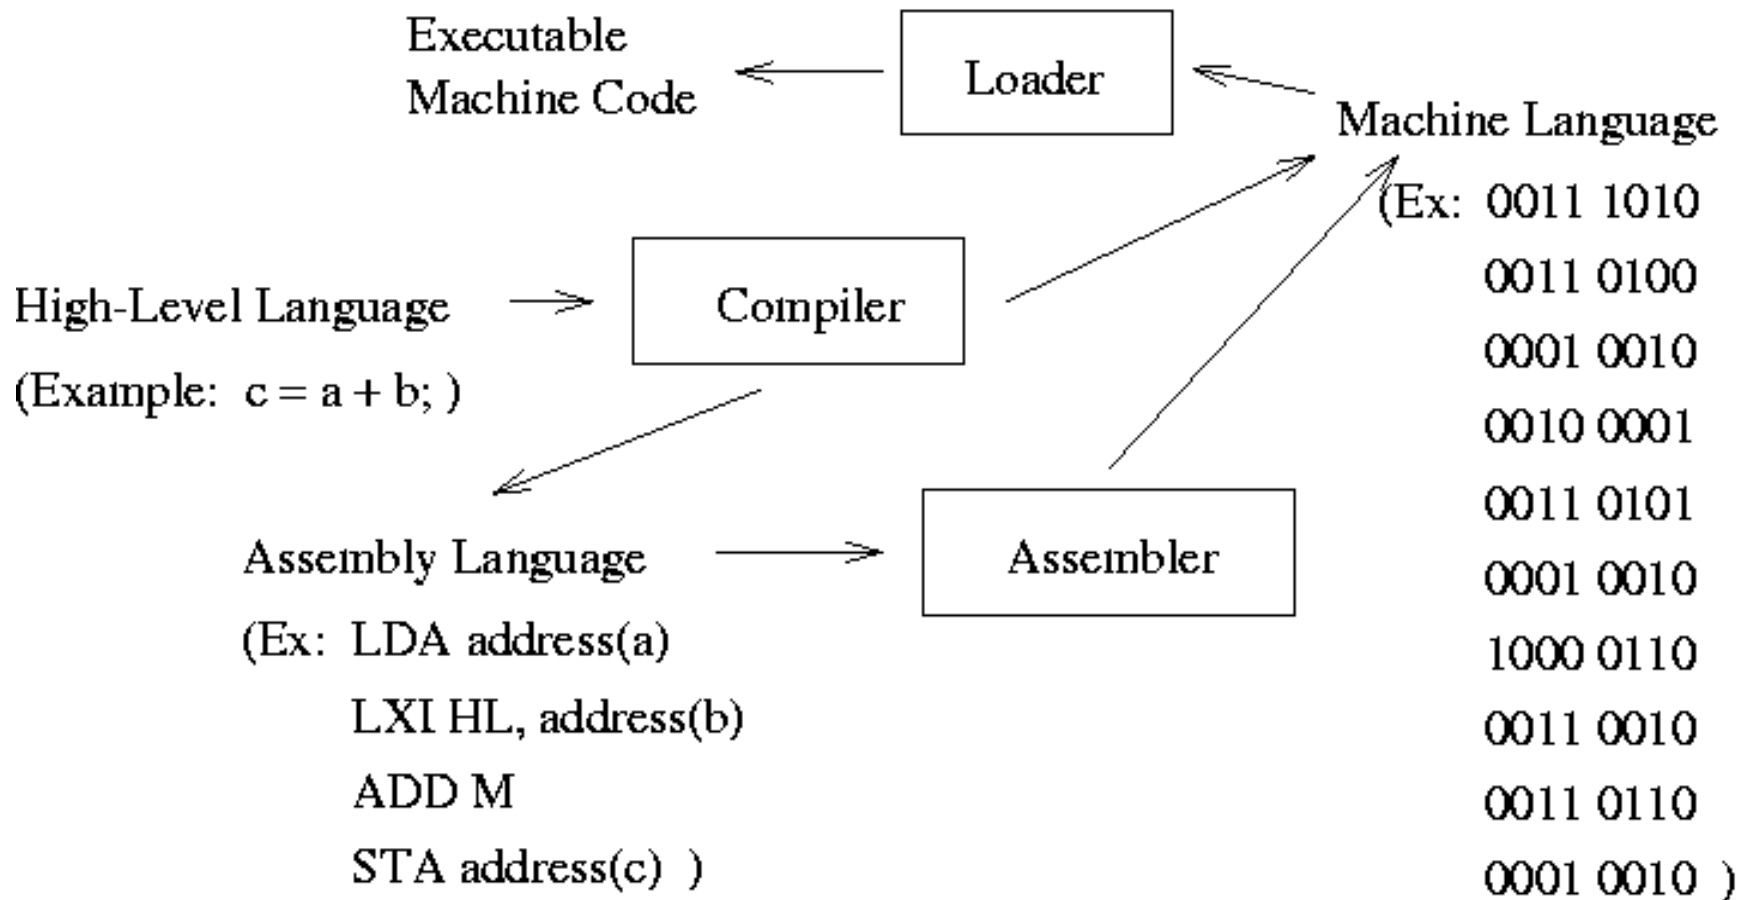 Executable
Machine Code
Loader
Machine Language
(Ex: 0011 1010
0011 0100
0001 0010
0010 0001
0011 0101
0001 0010
1000 0110
0011 0010
0011 0110
0001 0010 )
High-Level Language
(Example: c = a + b; )
Compiler
Assembly Language
(Ex: LDA address(a)
LXI HL, address(b)
ADD M
STA address(c) )
Assembler